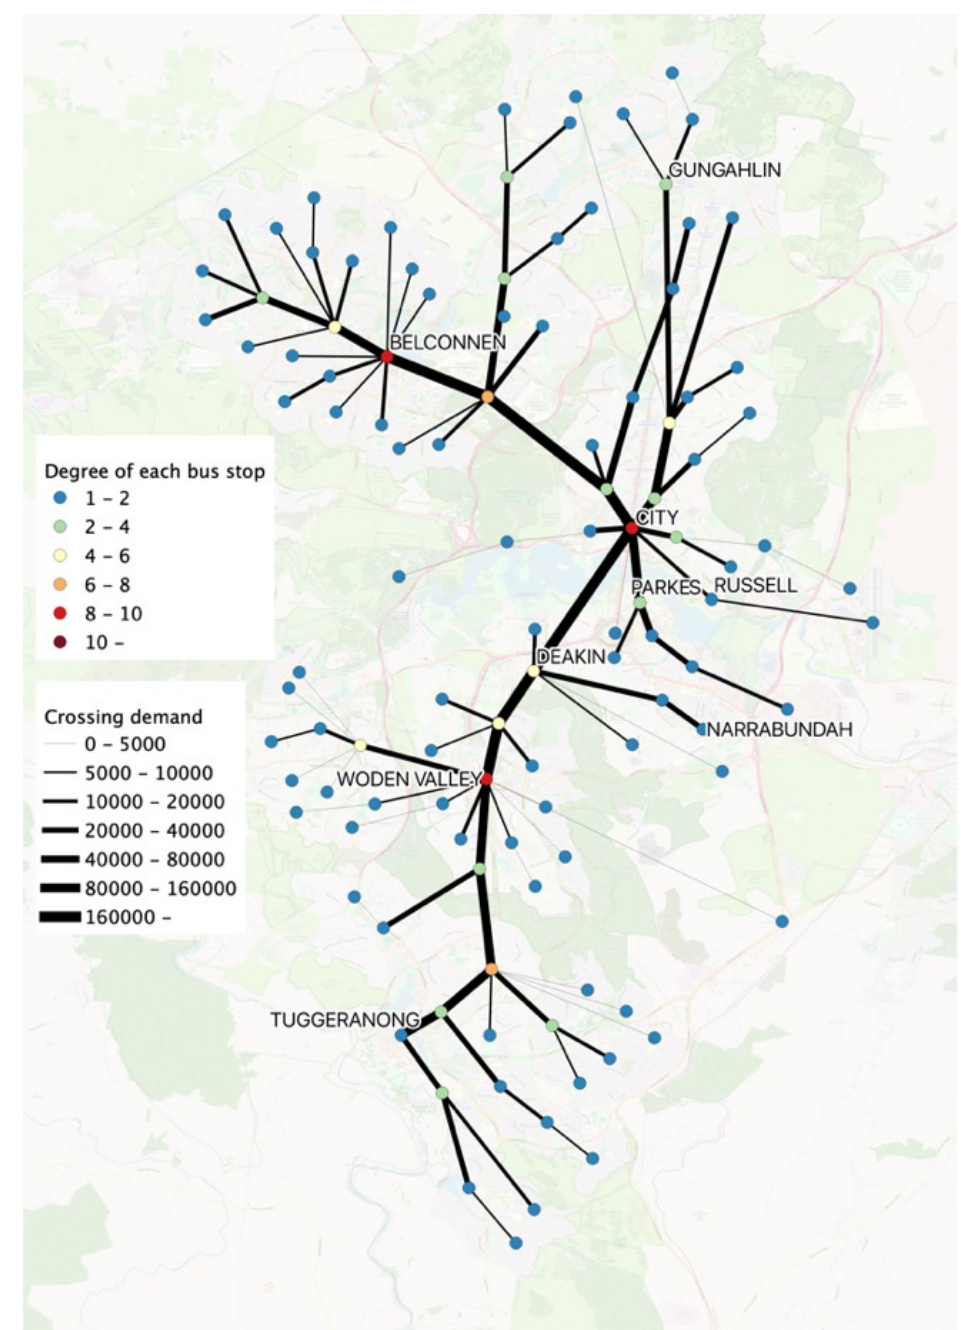 GUNGAHLIN
BELCONNEN
Degree of each bus stop
1 – 2
2 – 4
4 – 6
6 – 8
8 – 10
10 –
CITY
PARKES
RUSSELL
DEAKIN
Crossing demand
0 – 5000
5000 – 10000
10000 – 20000
20000 – 40000
40000 – 80000
80000 – 160000
160000 –
NARRABUNDAH
WODEN VALLEY
TUGGERANONG